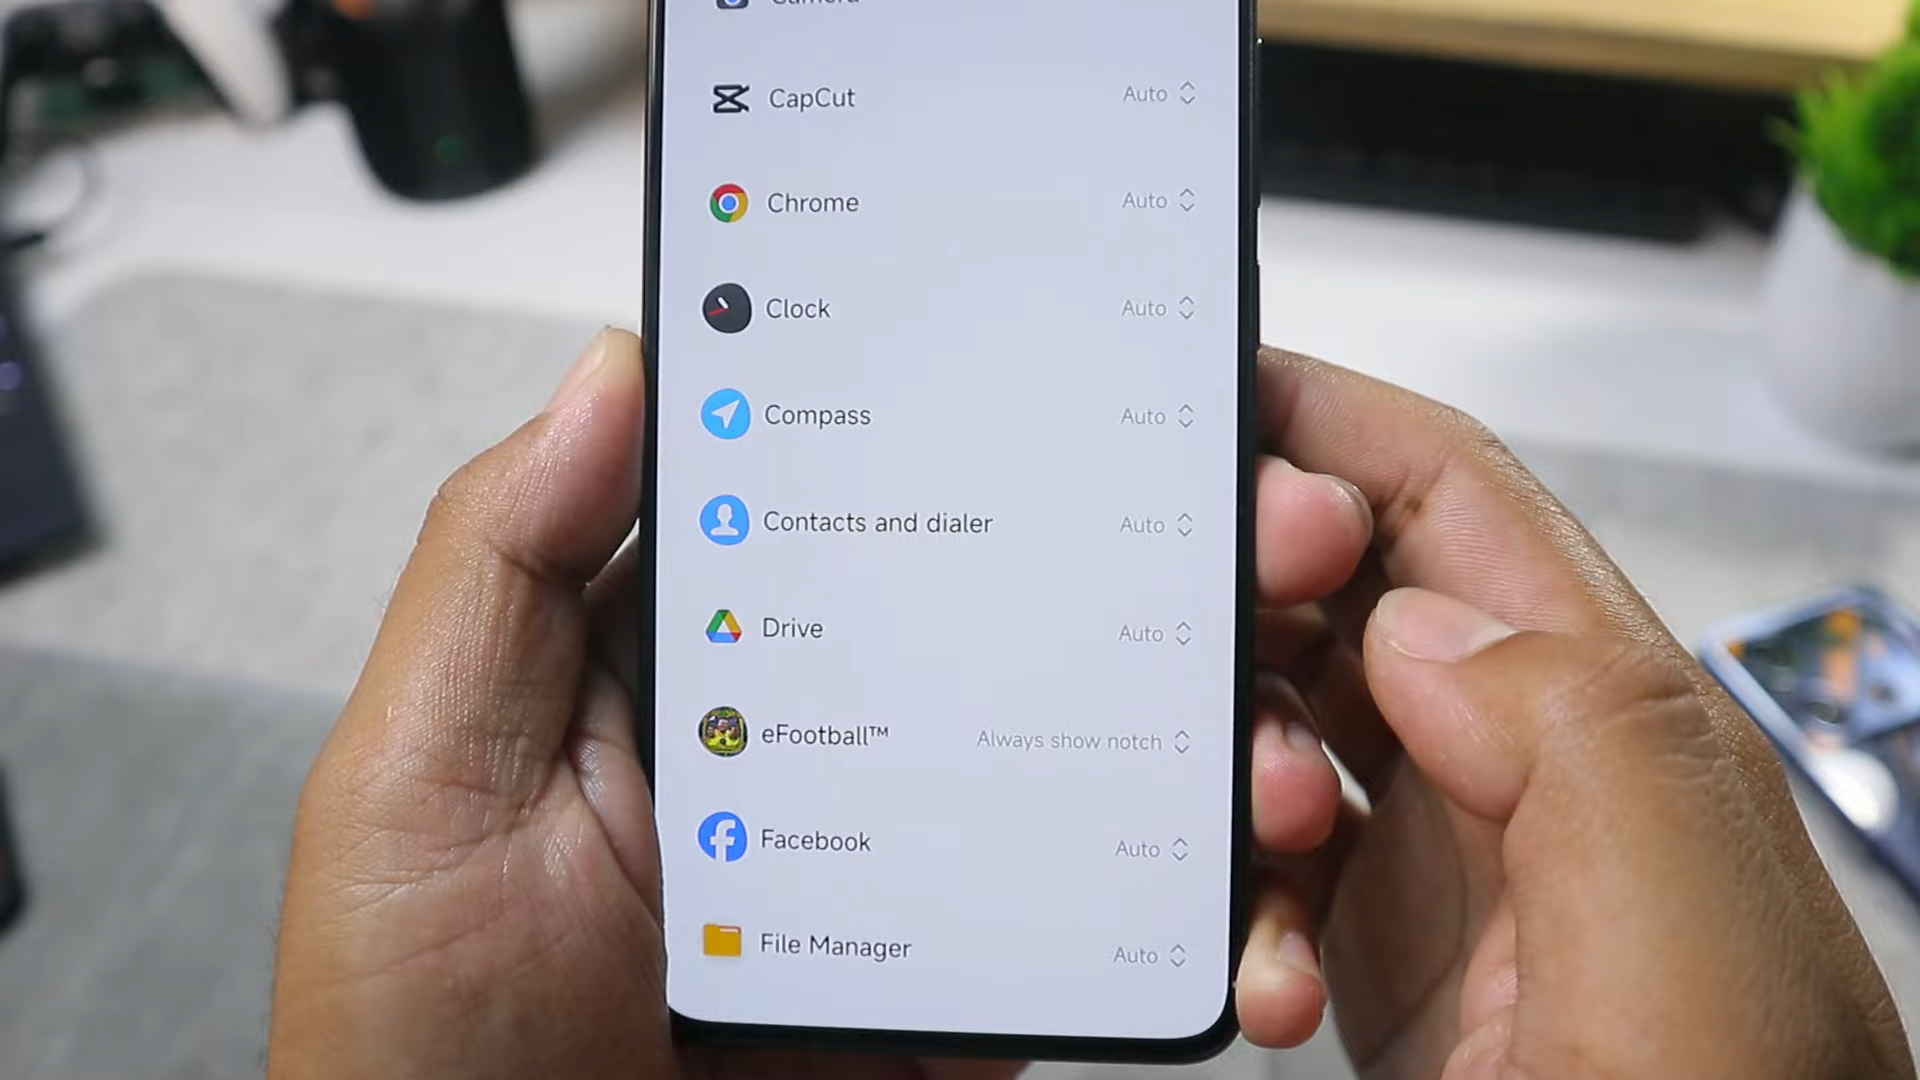 Camera
CapCut Auto
Chrome Auto
Clock Auto
Compass Auto
Contacts and dialer Auto
Drive Auto
eFootball™ Always show notch
Facebook Auto
File Manager Auto